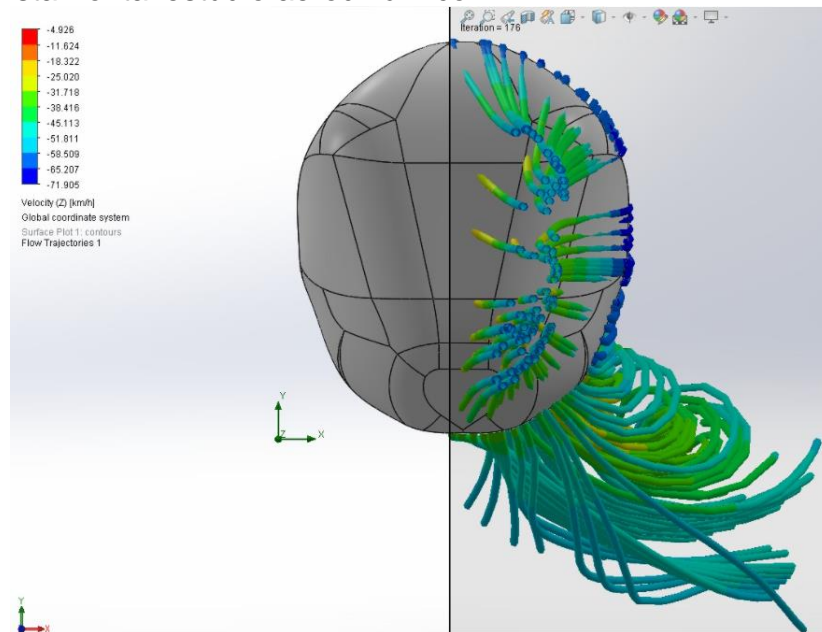 Iteration = 176
-4.926
-11.624
-18.322
-25.020
-31.718
-38.416
-45.113
-51.811
-58.509
-65.207
-71.905
Velocity (Z) [km/h]
Global coordinate system
Surface Plot 1: contours
Flow Trajectories 1
Y
Z
X
Y
X